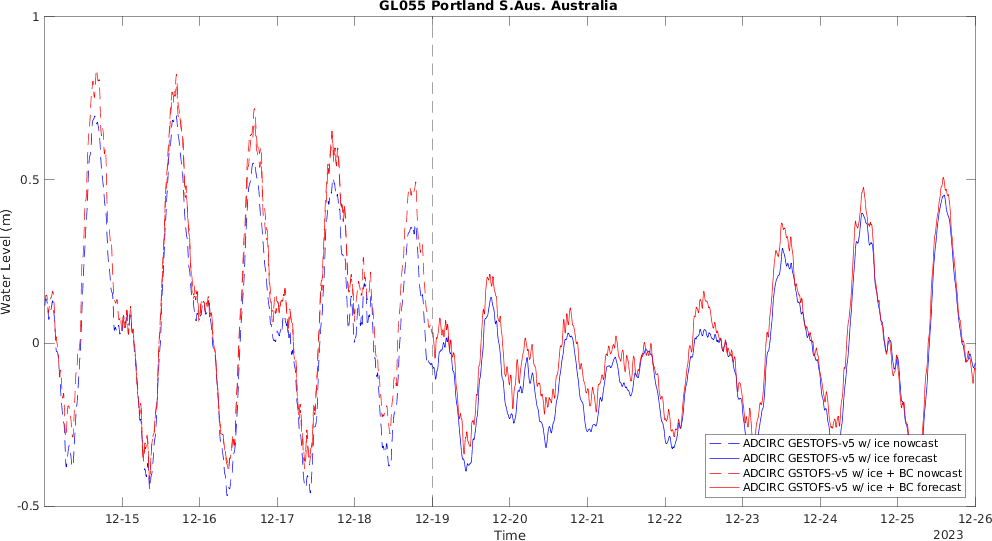 GL055 Portland S.Aus. Australia
Water Level (m)
1
0.5
0
-0.5
12-15 12-16 12-17 12-18 12-19 12-20 12-21 12-22 12-23 12-24 12-25 12-26
Time
2023
ADCIRC GESTOFS-v5 w/ ice nowcast
ADCIRC GESTOFS-v5 w/ ice forecast
ADCIRC GSTOFS-v5 w/ ice + BC nowcast
ADCIRC GSTOFS-v5 w/ ice + BC forecast